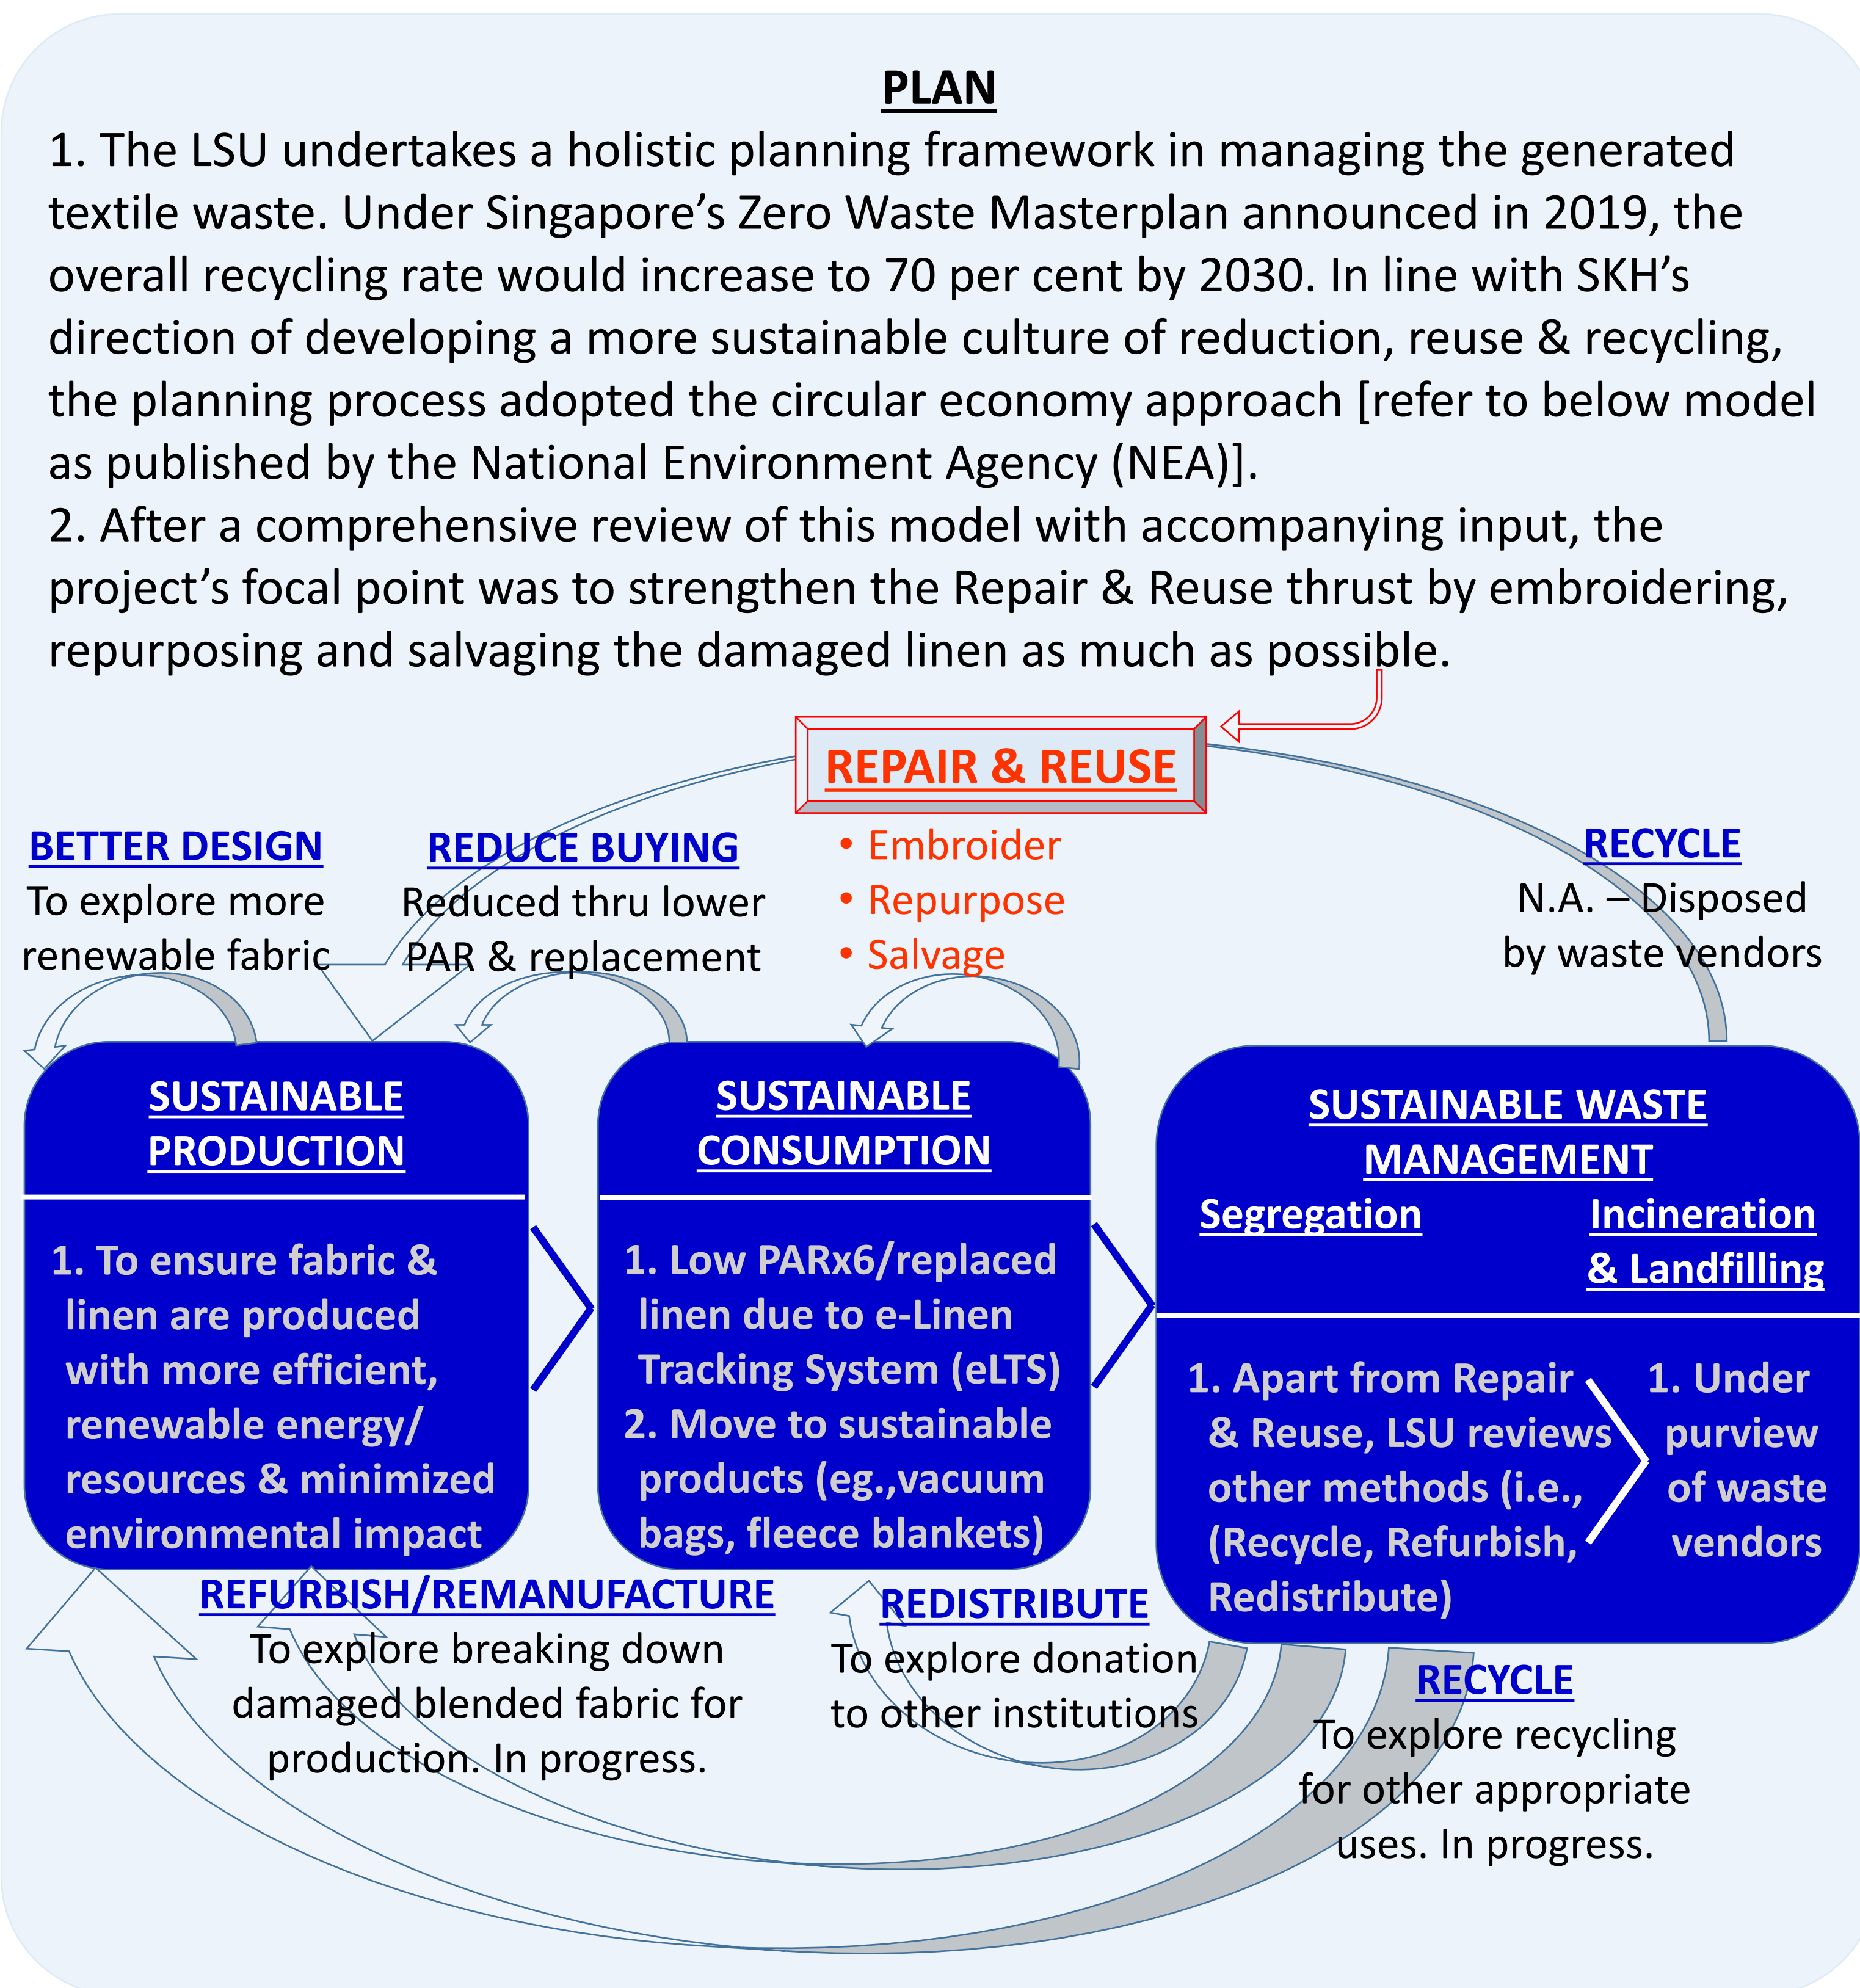 PLAN
1. The LSU undertakes a holistic planning framework in managing the generated
textile waste. Under Singapore’s Zero Waste Masterplan announced in 2019, the
overall recycling rate would increase to 70 per cent by 2030. In line with SKH’s
direction of developing a more sustainable culture of reduction, reuse & recycling,
the planning process adopted the circular economy approach [refer to below model
as published by the National Environment Agency (NEA)].
2. After a comprehensive review of this model with accompanying input, the
project’s focal point was to strengthen the Repair & Reuse thrust by embroidering,
repurposing and salvaging the damaged linen as much as possible.
REPAIR & REUSE
• Embroider
• Repurpose
• Salvage
BETTER DESIGN
To explore more
renewable fabric
REDUCE BUYING
Reduced thru lower
PAR & replacement
RECYCLE
N.A. – Disposed
by waste vendors
SUSTAINABLE
PRODUCTION
1. To ensure fabric &
linen are produced
with more efficient,
renewable energy/
resources & minimized
environmental impact
SUSTAINABLE
CONSUMPTION
1. Low PARx6/replaced
linen due to e-Linen
Tracking System (eLTS)
2. Move to sustainable
products (eg.,vacuum
bags, fleece blankets)
SUSTAINABLE WASTE
MANAGEMENT
Segregation
Incineration
& Landfilling
1. Apart from Repair
& Reuse, LSU reviews
other methods (i.e.,
(Recycle, Refurbish,
Redistribute)
1. Under
purview
of waste
vendors
REFURBISH/REMANUFACTURE
To explore breaking down
damaged blended fabric for
production. In progress.
REDISTRIBUTE
To explore donation
to other institutions
RECYCLE
To explore recycling
for other appropriate
uses. In progress.